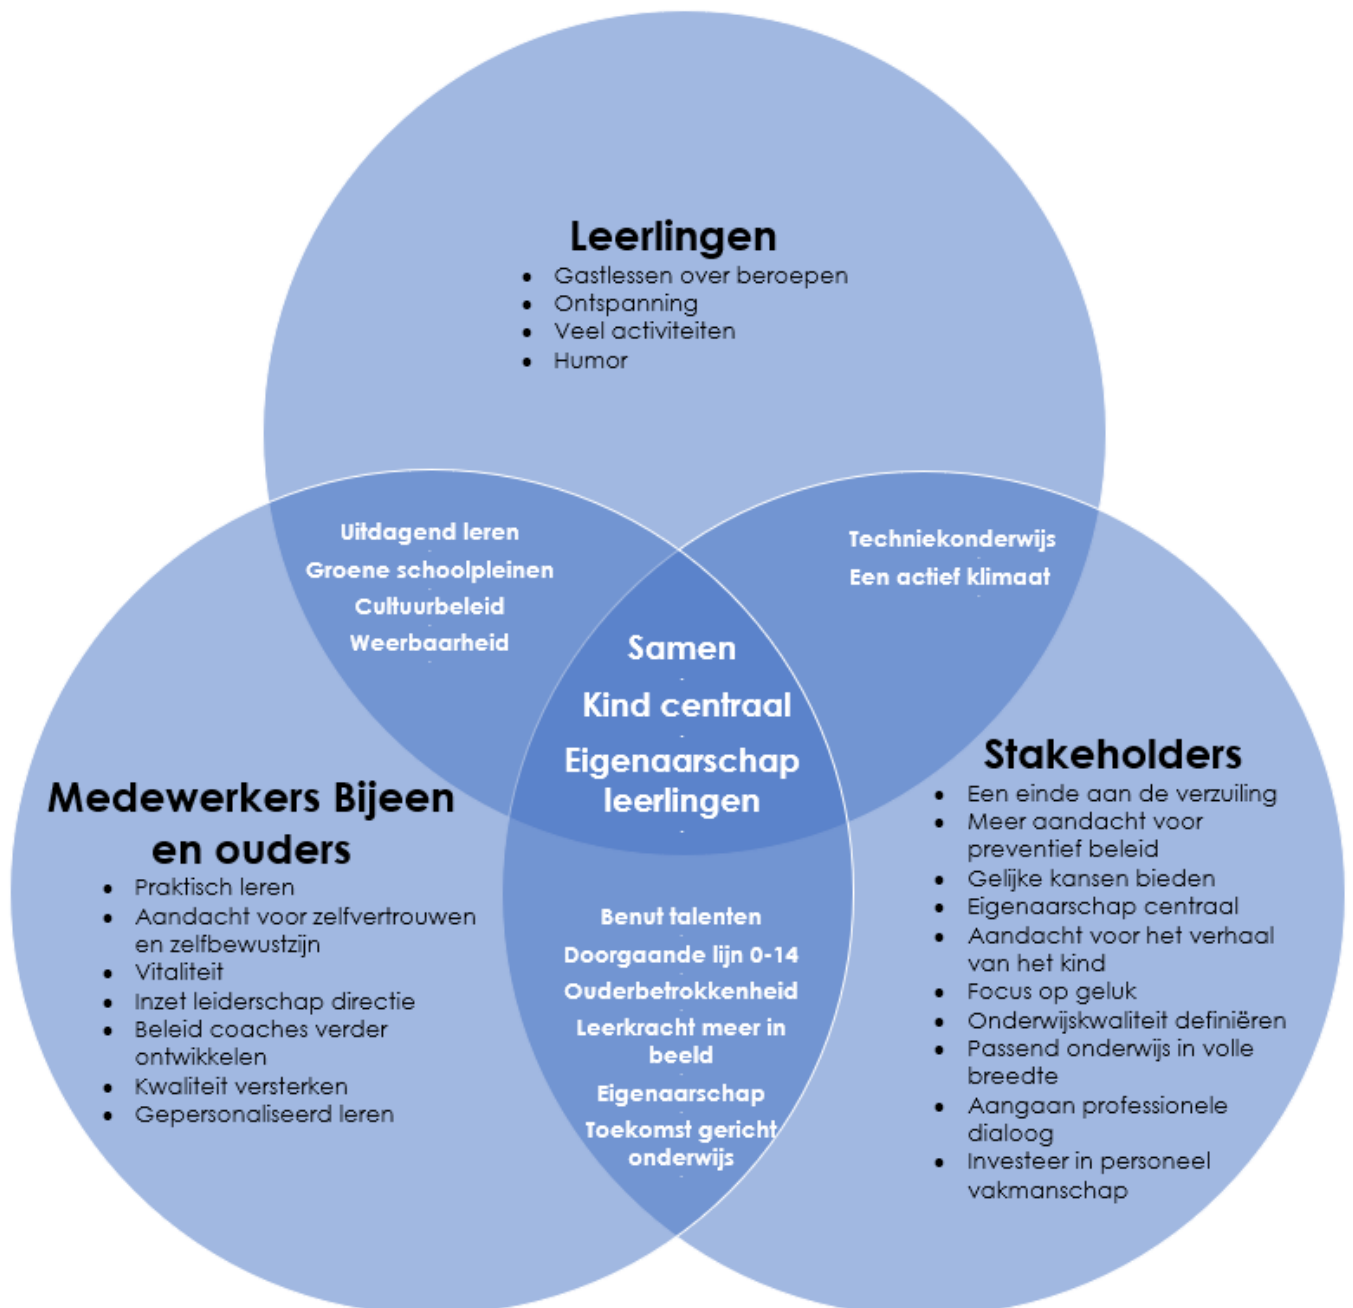 Leerlingen
• Gastlessen over beroepen
• Ontspanning
• Veel activiteiten
• Humor
Uitdagend leren
Groene schoolpleinen
Cultuurbeleid
Weerbaarheid
Techniekonderwijs
Een actief klimaat
Samen
Kind centraal
Eigenaarschap
leerlingen
Medewerkers Bijeen
en ouders
• Praktisch leren
• Aandacht voor zelfvertrouwen
en zelfbewustzijn
• Vitaliteit
• Inzet leiderschap directie
• Beleid coaches verder
ontwikkelen
• Kwaliteit versterken
• Gepersonaliseerd leren
Benut talenten
Doorgaande lijn 0-14
Ouderbetrokkenheid
Leerkracht meer in
beeld
Eigenaarschap
Toekomst gericht
onderwijs
Stakeholders
• Een einde aan de verzuiling
• Meer aandacht voor
preventief beleid
• Gelijke kansen bieden
• Eigenaarschap centraal
• Aandacht voor het verhaal
van het kind
• Focus op geluk
• Onderwijskwaliteit definiëren
• Passend onderwijs in volle
breedte
• Aangaan professionele
dialoog
• Investeer in personeel
vakmanschap